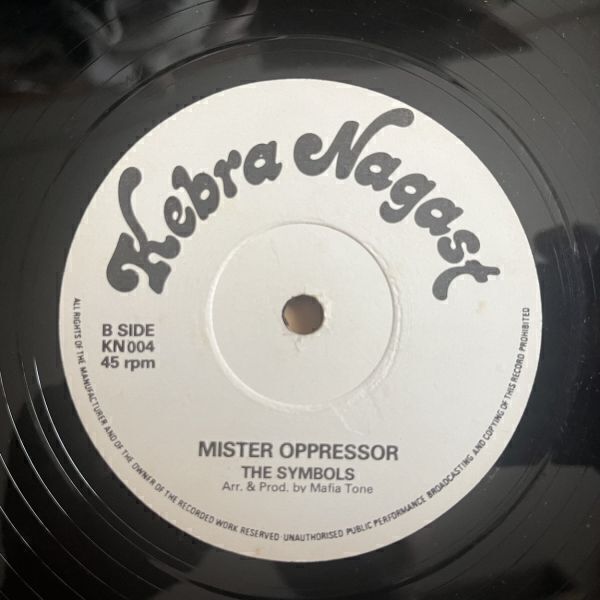 Kebra Nagast
B SIDE
KN 004
45 rpm
MISTER OPPRESSOR
THE SYMBOLS
Arr. & Prod. by Mafia Tone
ALL RIGHTS OF THE MANUFACTURER AND OF THE OWNER OF THE RECORDED WORK RESERVED · UNAUTHORISED PUBLIC PERFORMANCE BROADCASTING AND COPYING OF THIS RECORD PROHIBITED